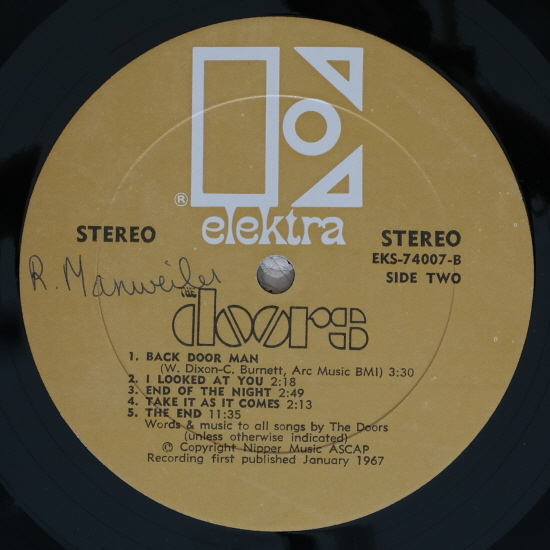 ®
elektra
STEREO
STEREO
EKS-74007-B
SIDE TWO
R. Manweiler
THE
doors
1. BACK DOOR MAN
(W. Dixon-C. Burnett, Arc Music BMI) 3:30
2. I LOOKED AT YOU 2:18
3. END OF THE NIGHT 2:49
4. TAKE IT AS IT COMES 2:13
5. THE END 11:35
Words & music to all songs by The Doors
(unless otherwise indicated)
© Copyright Nipper Music ASCAP
Recording first published January 1967